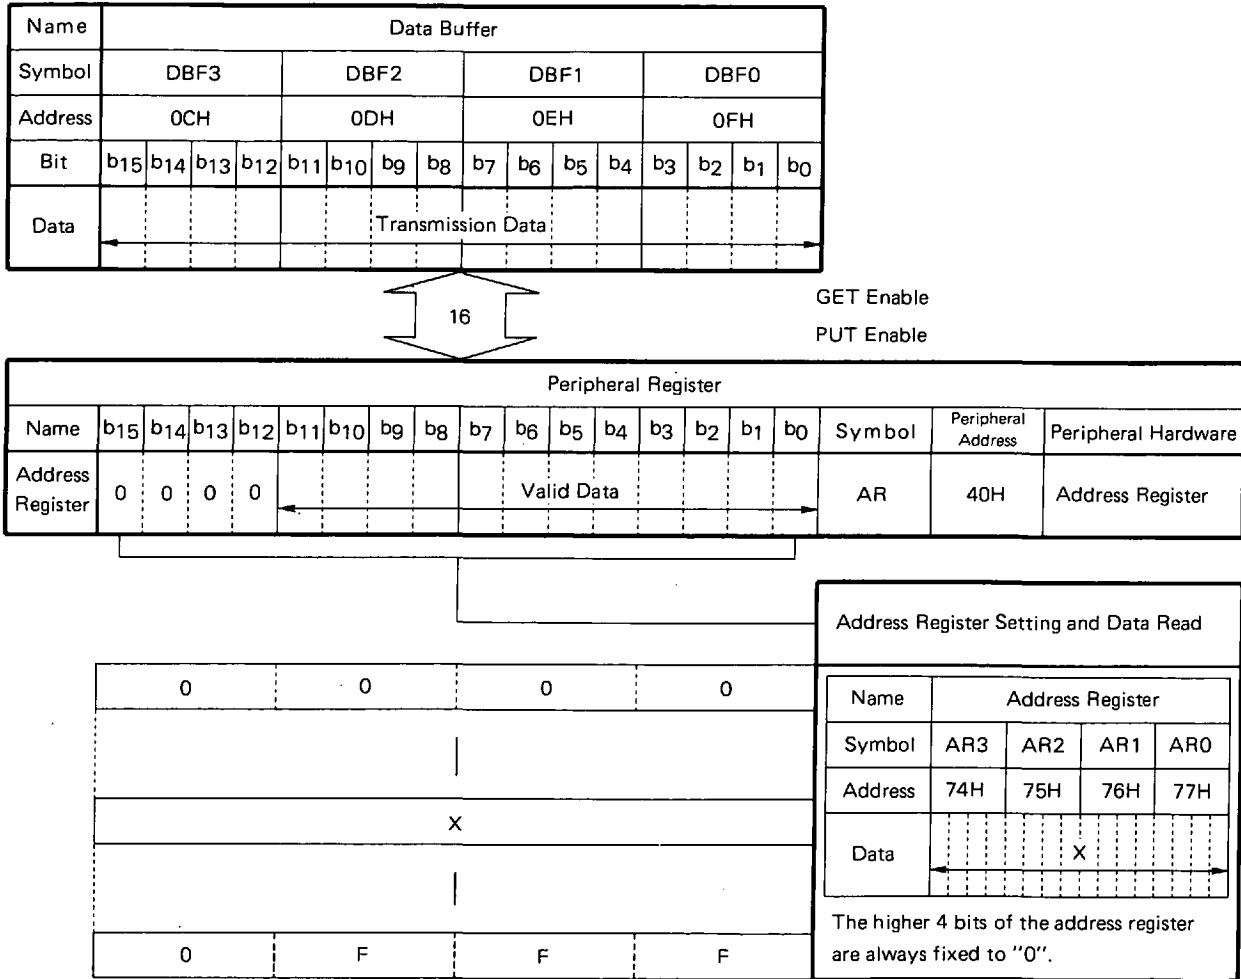 Name Data Buffer
Symbol DBF3 DBF2 DBF1 DBF0
Address 0CH 0DH 0EH 0FH
Bit b15 b14 b13 b12 b11 b10 b9 b8 b7 b6 b5 b4 b3 b2 b1 b0
Data Transmission Data
GET Enable
16
PUT Enable
Peripheral Register
Name b15 b14 b13 b12 b11 b10 b9 b8 b7 b6 b5 b4 b3 b2 b1 b0 Symbol Peripheral Address Peripheral Hardware
Address Register 0 0 0 0 Valid Data AR 40H Address Register
Address Register Setting and Data Read
0 0 0 0
X
0 F F F
Name Address Register
Symbol AR3 AR2 AR1 AR0
Address 74H 75H 76H 77H
Data X
The higher 4 bits of the address register
are always fixed to "0".